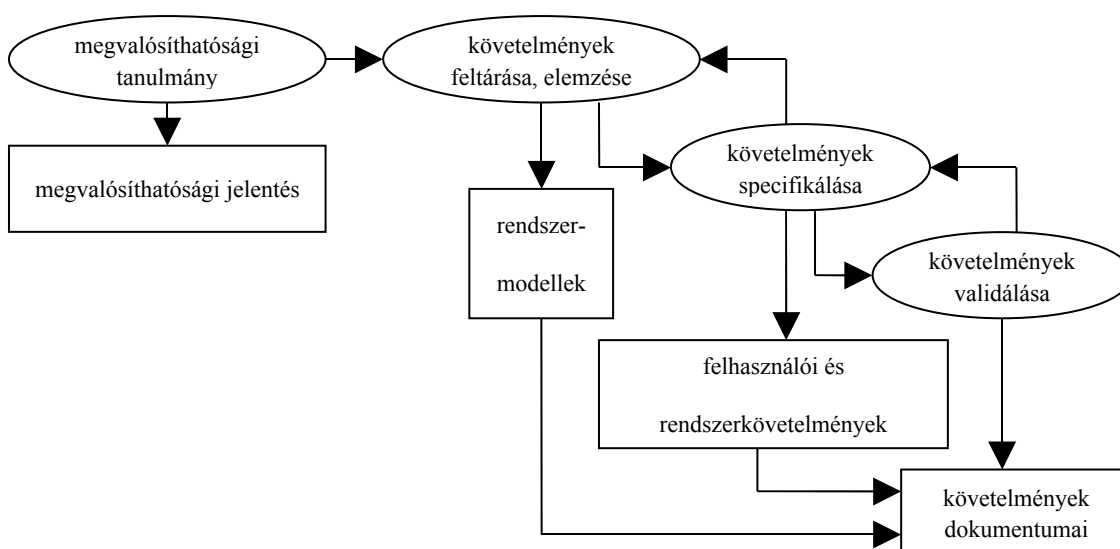 megvalósíthatósági
tanulmány
követelmények
feltárása, elemzése
megvalósíthatósági jelentés
követelmények
specifikálása
rendszer-
modellek
követelmények
validálása
felhasználói és
rendszerkövetelmények
követelmények
dokumentumai